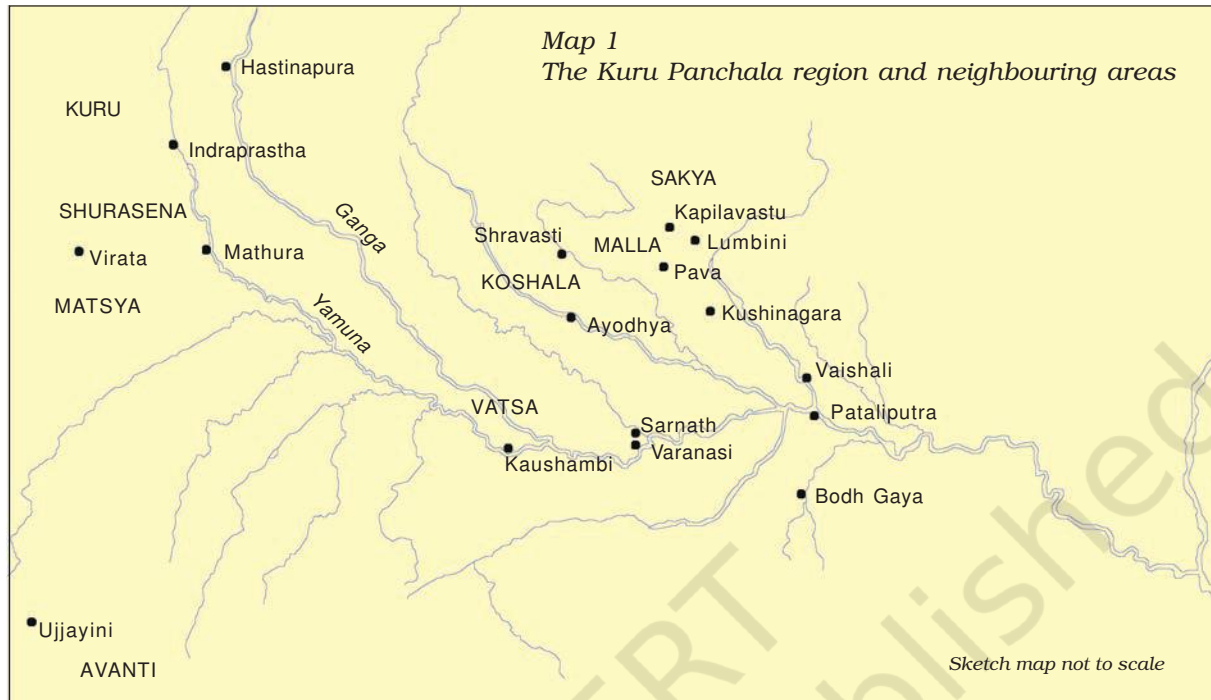 Map 1
The Kuru Panchala region and neighbouring areas
Hastinapura
KURU
Indraprastha
SAKYA
SHURASENA
Ganga
Kapilavastu
Shravasti
MALLA
Lumbini
Virata
Mathura
Pava
KOSHALA
MATSYA
Yamuna
Ayodhya
Kushinagara
Vaishali
VATSA
Pataliputra
Sarnath
Varanasi
Kaushambi
Bodh Gaya
Ujjayini
AVANTI
Sketch map not to scale